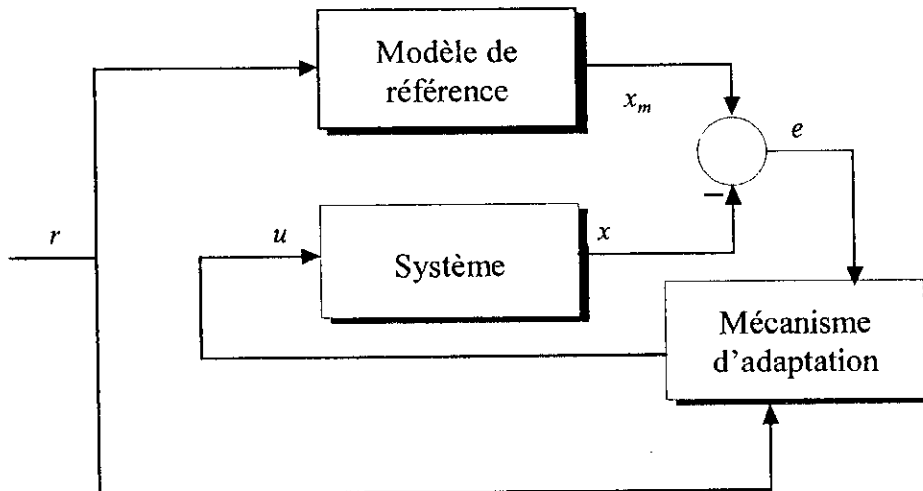 Modèle de
référence
x_m
e
r
u
x
−
Système
Mécanisme
d'adaptation